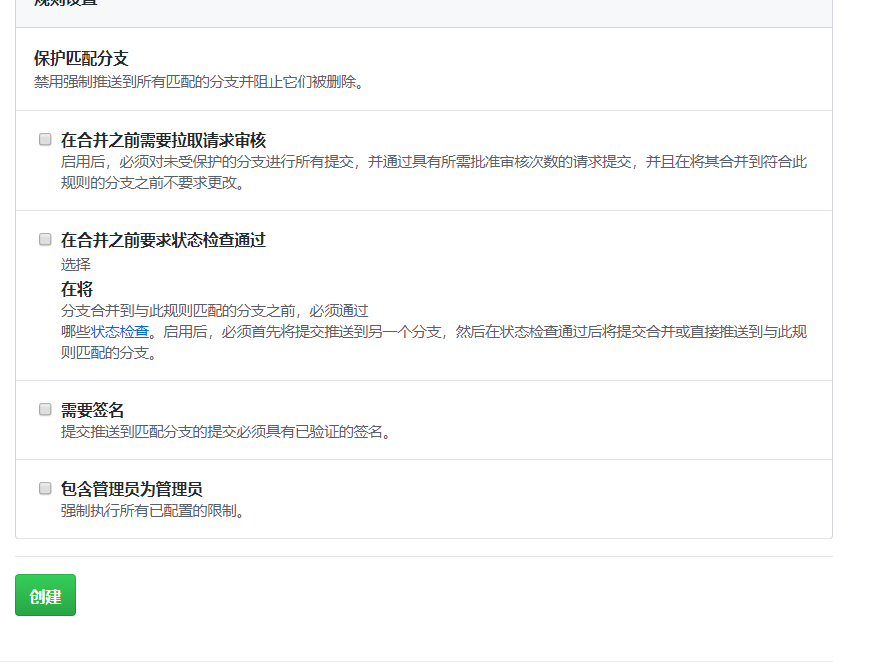 规则设置
保护匹配分支
禁用强制推送到所有匹配的分支并阻止它们被删除。
在合并之前需要拉取请求审核
启用后，必须对未受保护的分支进行所有提交，并通过具有所需批准审核次数的请求提交，并且在将其合并到符合此
规则的分支之前不要求更改。
在合并之前要求状态检查通过
选择
在将
分支合并到与此规则匹配的分支之前，必须通过
哪些状态检查。启用后，必须首先将提交推送到另一个分支，然后在状态检查通过后将提交合并或直接推送到与此规
则匹配的分支。
需要签名
提交推送到匹配分支的提交必须具有已验证的签名。
包含管理员为管理员
强制执行所有已配置的限制。
创建